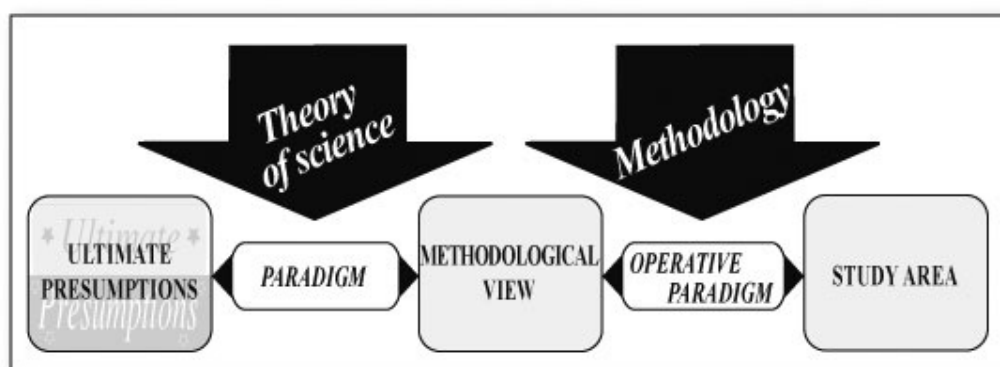 Theory
of science
Methodology
Ultimate
ULTIMATE
PRESUMPTIONS
Presumptions
PARADIGM
METHODOLOGICAL
VIEW
OPERATIVE
PARADIGM
STUDY AREA